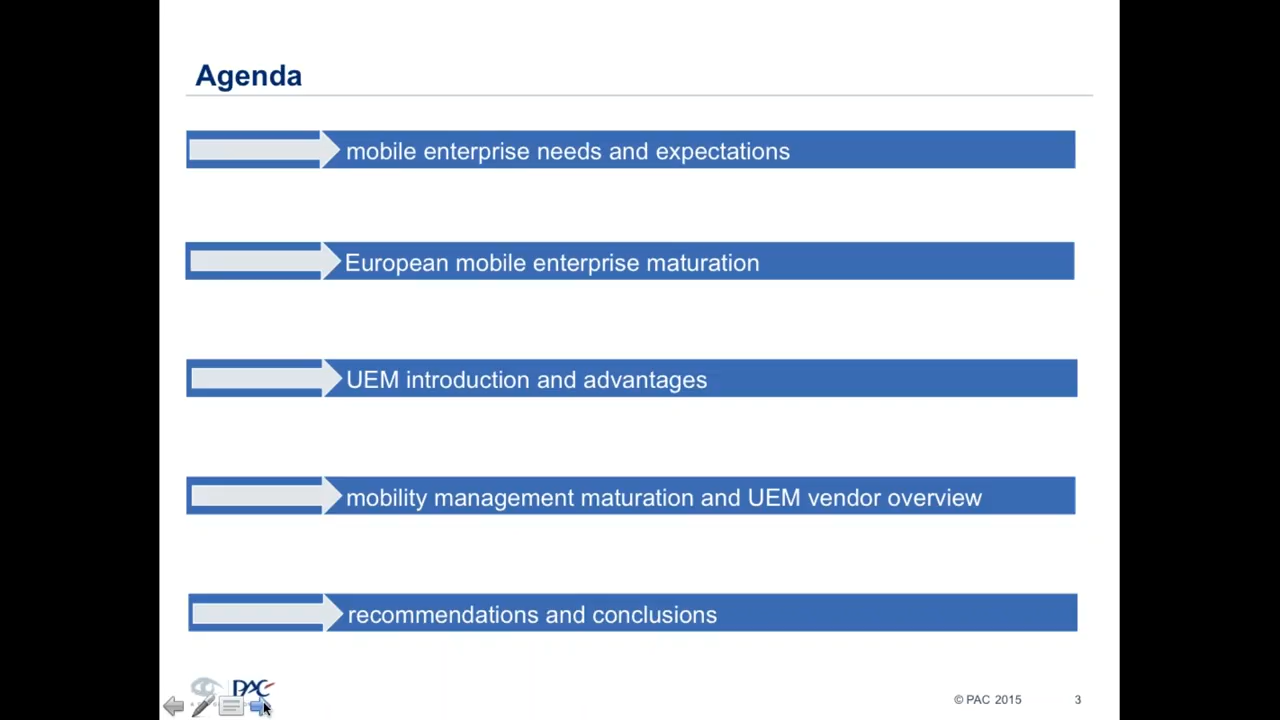 Agenda
mobile enterprise needs and expectations
European mobile enterprise maturation
UEM introduction and advantages
mobility management maturation and UEM vendor overview
recommendations and conclusions
PAC
© PAC 2015
3